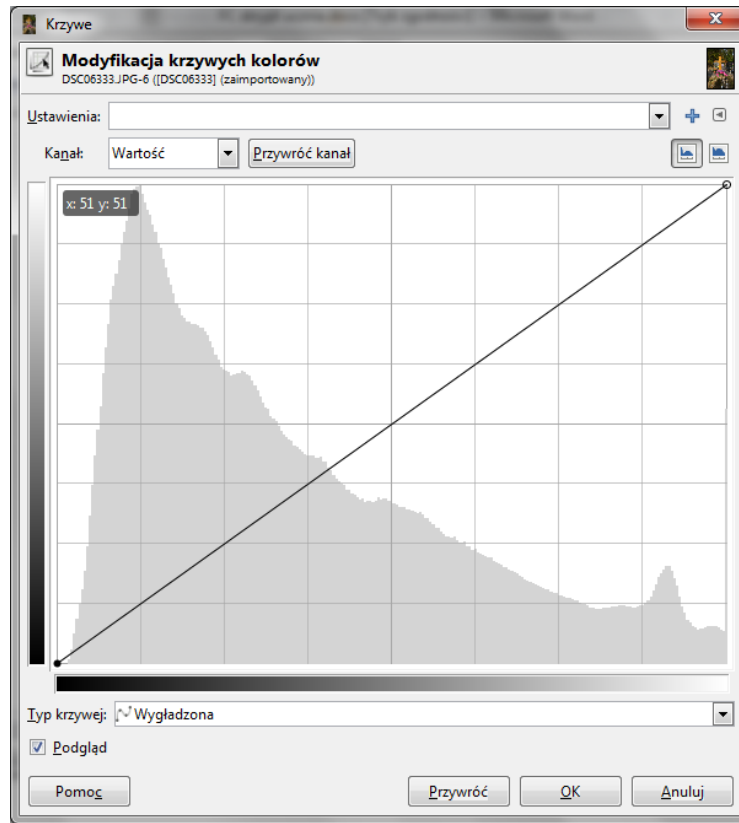 Krzywe
Modyfikacja krzywych kolorów
DSC06333.JPG-6 ([DSC06333] (zaimportowany))
Ustawienia:
Kanał: Wartość Przywróć kanał
x: 51 y: 51
Typ krzywej: Wygładzona
Podgląd
Pomoc Przywróć OK Anuluj